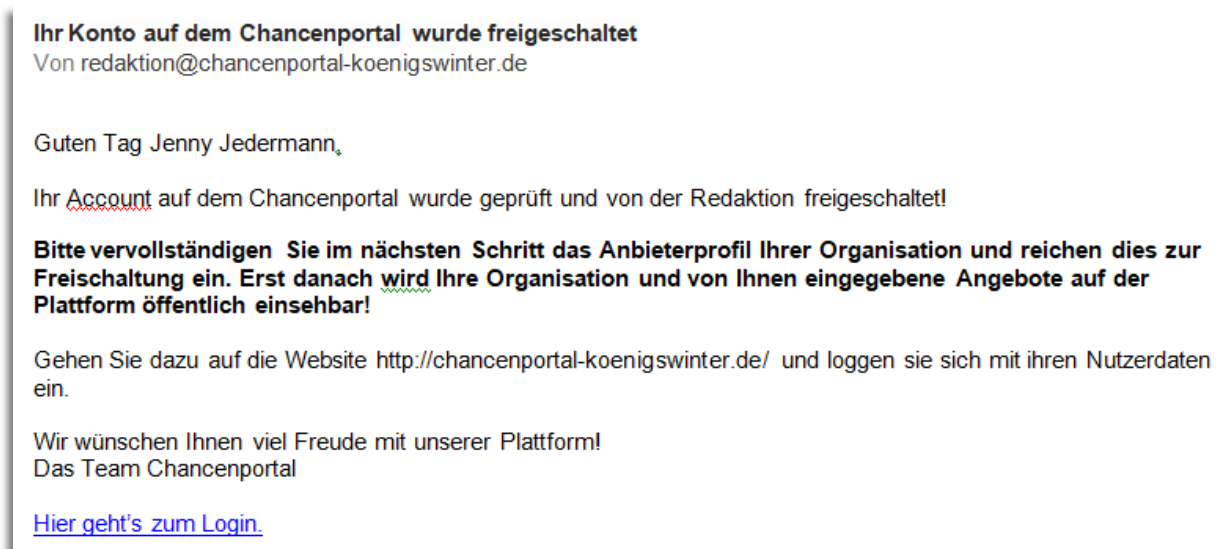 Ihr Konto auf dem Chancenportal wurde freigeschaltet
Von redaktion@chancenportal-koenigswinter.de
Guten Tag Jenny Jedermann,
Ihr Account auf dem Chancenportal wurde geprüft und von der Redaktion freigeschaltet!
Bitte vervollständigen Sie im nächsten Schritt das Anbieterprofil Ihrer Organisation und reichen dies zur
Freischaltung ein. Erst danach wird Ihre Organisation und von Ihnen eingegebene Angebote auf der
Plattform öffentlich einsehbar!
Gehen Sie dazu auf die Website http://chancenportal-koenigswinter.de/ und loggen sie sich mit ihren Nutzerdaten
ein.
Wir wünschen Ihnen viel Freude mit unserer Plattform!
Das Team Chancenportal
Hier geht's zum Login.